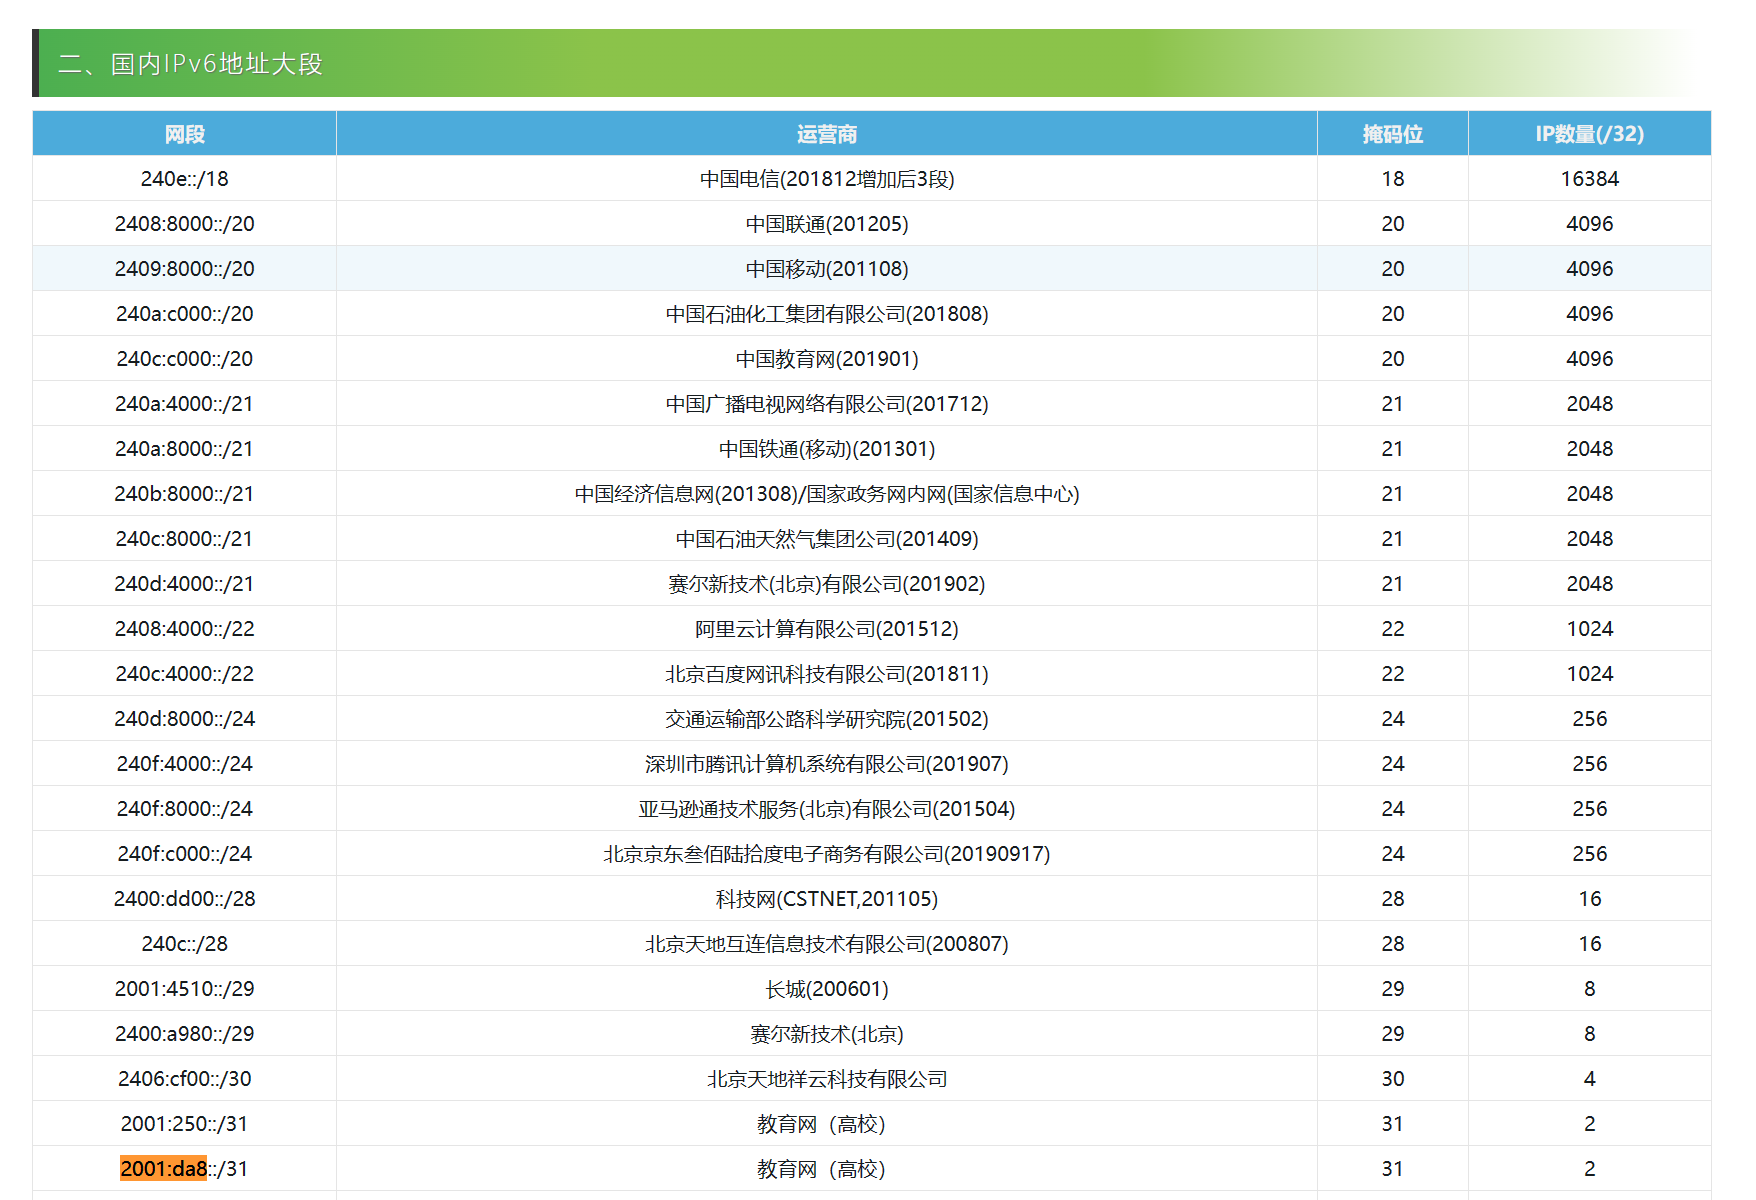 二、国内IPv6地址大段
网段 运营商 掩码位 IP数量(/32)
240e::/18 中国电信(201812增加后3段) 18 16384
2408:8000::/20 中国联通(201205) 20 4096
2409:8000::/20 中国移动(201108) 20 4096
240a:c000::/20 中国石油化工集团有限公司(201808) 20 4096
240c:c000::/20 中国教育网(201901) 20 4096
240a:4000::/21 中国广播电视网络有限公司(201712) 21 2048
240a:8000::/21 中国铁通(移动)(201301) 21 2048
240b:8000::/21 中国经济信息网(201308)/国家政务网内网(国家信息中心) 21 2048
240c:8000::/21 中国石油天然气集团公司(201409) 21 2048
240d:4000::/21 赛尔新技术(北京)有限公司(201902) 21 2048
2408:4000::/22 阿里云计算有限公司(201512) 22 1024
240c:4000::/22 北京百度网讯科技有限公司(201811) 22 1024
240d:8000::/24 交通运输部公路科学研究院(201502) 24 256
240f:4000::/24 深圳市腾讯计算机系统有限公司(201907) 24 256
240f:8000::/24 亚马逊通技术服务(北京)有限公司(201504) 24 256
240f:c000::/24 北京京东叁佰陆拾度电子商务有限公司(20190917) 24 256
2400:dd00::/28 科技网(CSTNET,201105) 28 16
240c::/28 北京天地互连信息技术有限公司(200807) 28 16
2001:4510::/29 长城(200601) 29 8
2400:a980::/29 赛尔新技术(北京) 29 8
2406:cf00::/30 北京天地祥云科技有限公司 30 4
2001:250::/31 教育网（高校） 31 2
2001:da8::/31 教育网（高校） 31 2